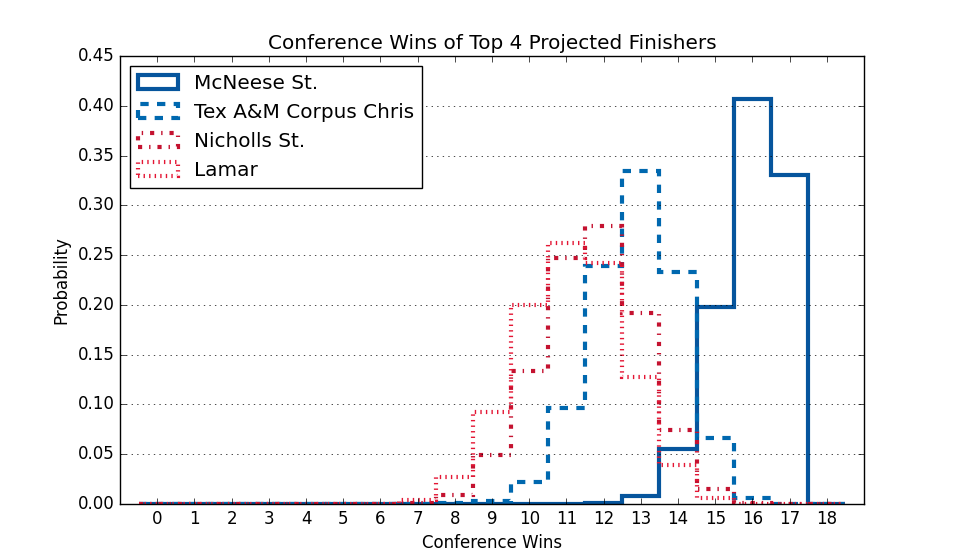 Conference Wins of Top 4 Projected Finishers
0.45
0.40
0.35
0.30
0.25
0.20
0.15
0.10
0.05
0.00
Probability
McNeese St.
Tex A&M Corpus Chris
Nicholls St.
Lamar
0 1 2 3 4 5 6 7 8 9 10 11 12 13 14 15 16 17 18
Conference Wins